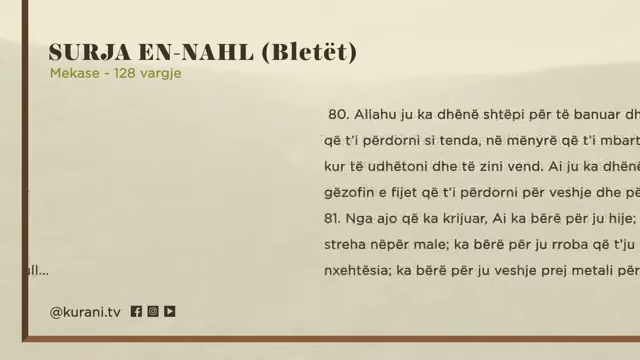 SURJA EN-NAHL (Bletët)
Mekase - 128 vargje
80. Allahu ju ka dhënë shtëpi për të banuar dh
që t'i përdorni si tenda, në mënyrë që t'i mbart
kur të udhëtoni dhe të zini vend. Ai ju ka dhënë
gëzofin e fijet që t'i përdorni për veshje dhe pë
81. Nga ajo që ka krijuar, Ai ka bërë për ju hije;
streha nëpër male; ka bërë për ju rroba që t'ju
nxehtësia; ka bërë për ju veshje prej metali për
ull...
@kurani.tv